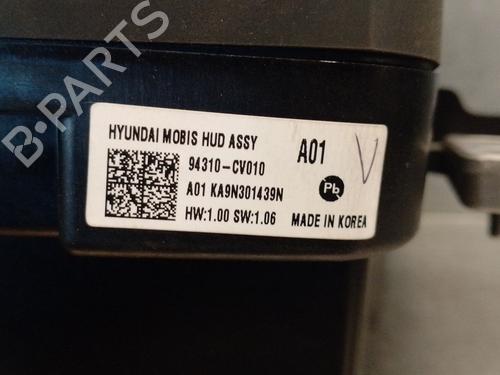 B-PARTS
HYUNDAI MOBIS HUD ASSY A01 V
94310-CV010
Pb
A01 KA9N301439N
HW:1.00 SW:1.06 MADE IN KOREA